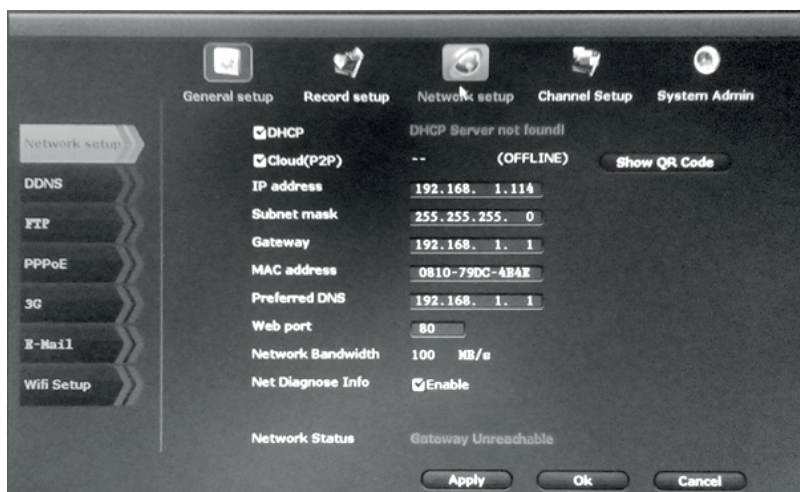 General setup Record setup Network setup Channel Setup System Admin
Network setup
DDNS
FTP
PPPoE
3G
E-Mail
Wifi Setup
DHCP DHCP Server not found!
Cloud(P2P) -- (OFFLINE) Show QR Code
IP address 192.168. 1.114
Subnet mask 255.255.255. 0
Gateway 192.168. 1. 1
MAC address 0810-79DC-4B4E
Preferred DNS 192.168. 1. 1
Web port 80
Network Bandwidth 100 MB/s
Net Diagnose Info Enable
Network Status Gateway Unreachable
Apply Ok Cancel